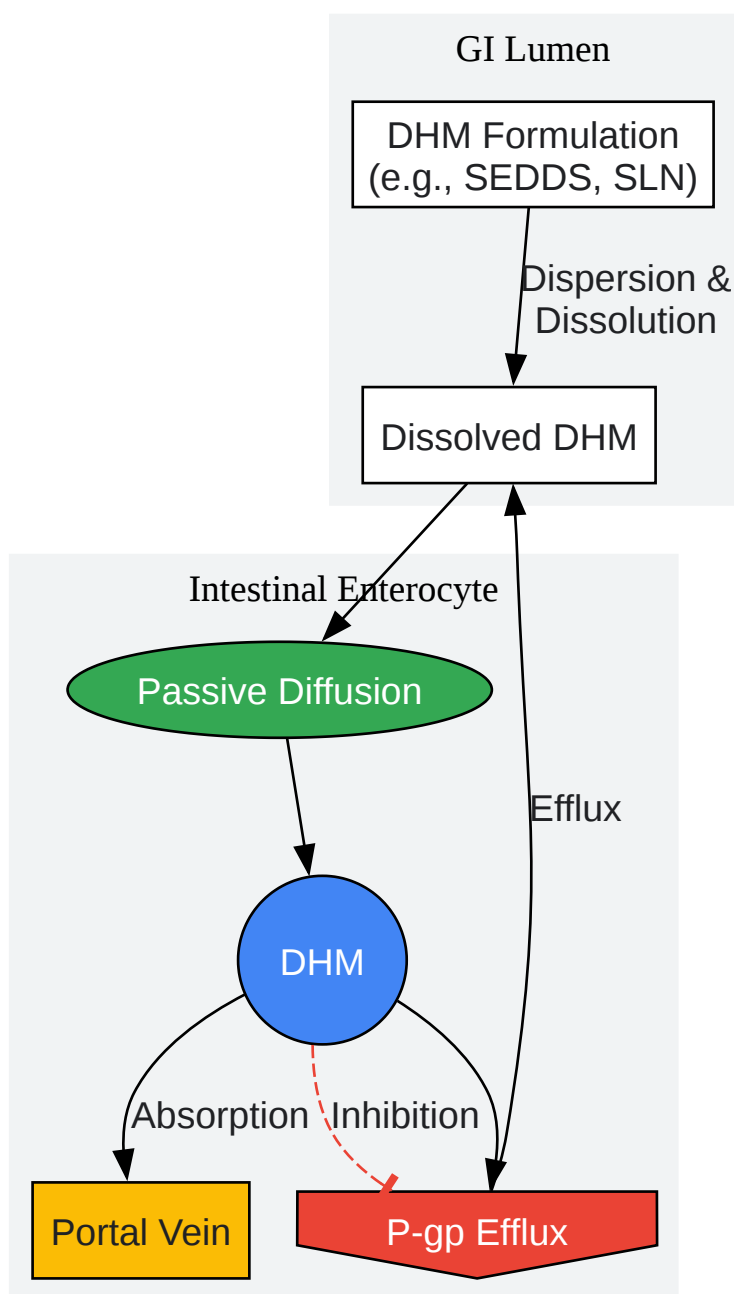 GI Lumen
DHM Formulation
(e.g., SEDDS, SLN)
Dispersion &
Dissolution
Dissolved DHM
Intestinal Enterocyte
Passive Diffusion
Efflux
DHM
Absorption
Inhibition
Portal Vein
P-gp Efflux